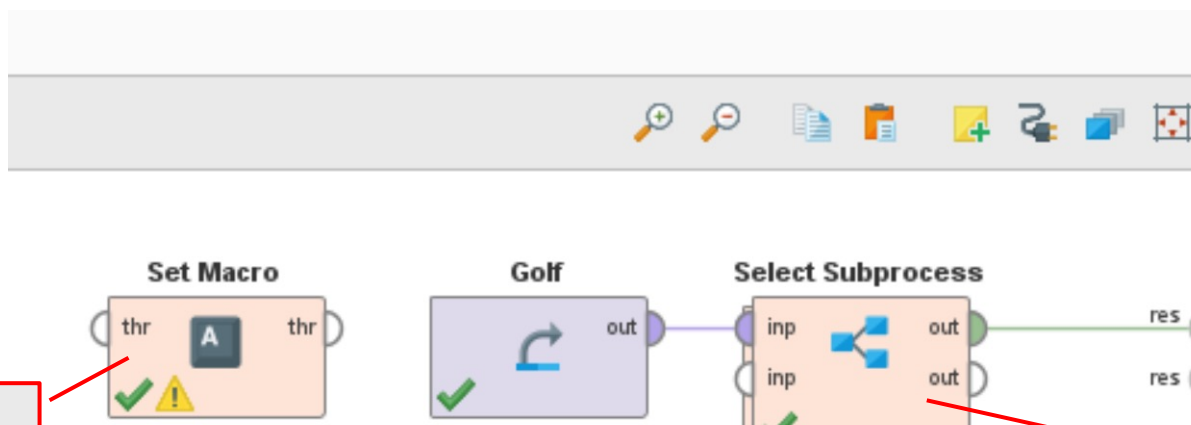 Set Macro
Golf
Select Subprocess
thr
A
thr
out
inp
out
res
inp
out
res